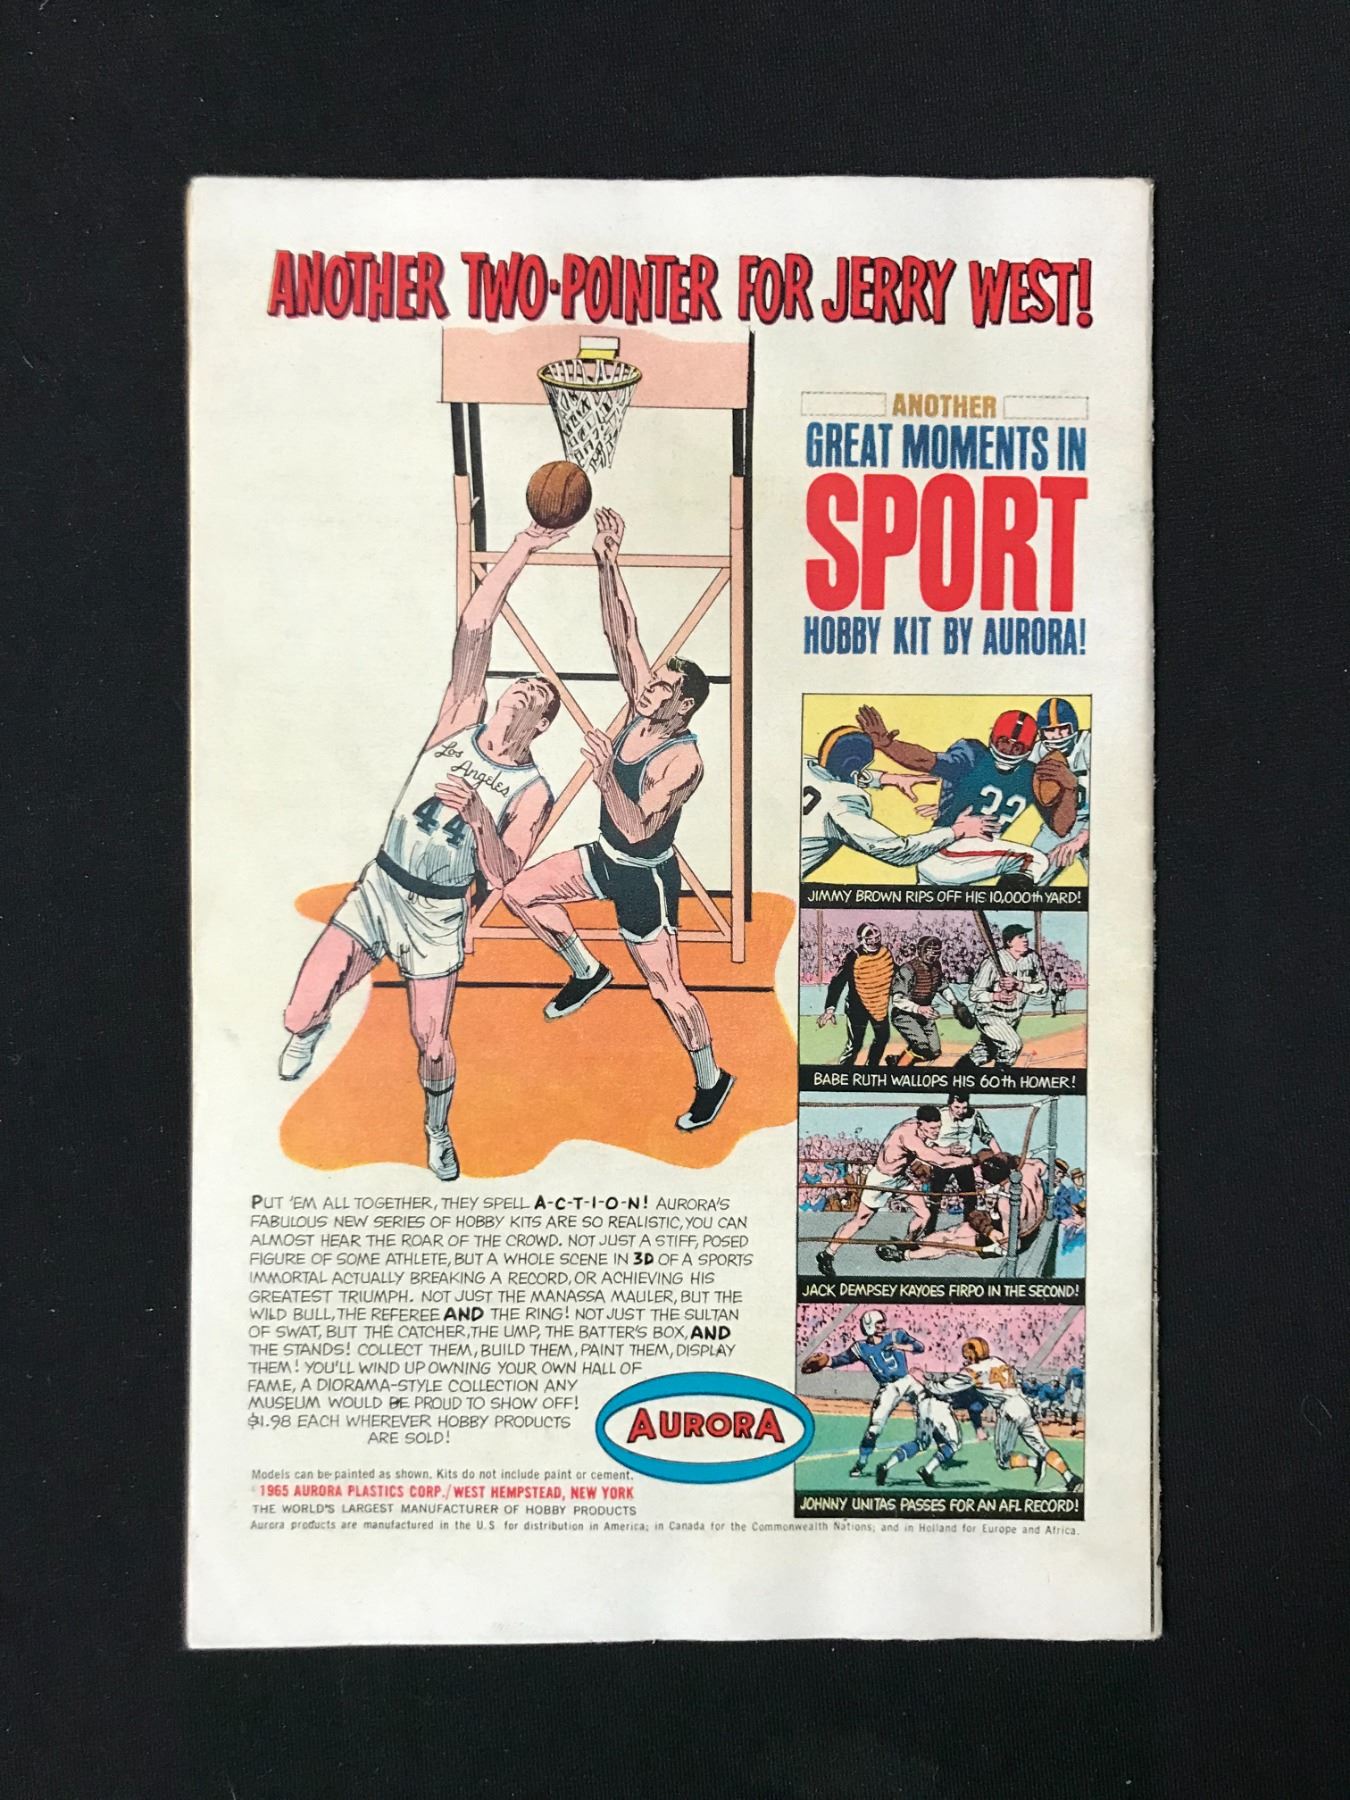 ANOTHER TWO-POINTER FOR JERRY WEST!
ANOTHER
GREAT MOMENTS IN
SPORT
HOBBY KIT BY AURORA!
Los
Angeles
44
32
JIMMY BROWN RIPS OFF HIS 10,000th YARD!
BABE RUTH WALLOPS HIS 60th HOMER!
JACK DEMPSEY KAYOES FIRPO IN THE SECOND!
19
42
JOHNNY UNITAS PASSES FOR AN AFL RECORD!
PUT 'EM ALL TOGETHER, THEY SPELL A-C-T-I-O-N! AURORA'S
FABULOUS NEW SERIES OF HOBBY KITS ARE SO REALISTIC, YOU CAN
ALMOST HEAR THE ROAR OF THE CROWD. NOT JUST A STIFF, POSED
FIGURE OF SOME ATHLETE, BUT A WHOLE SCENE IN 3D OF A SPORTS
IMMORTAL ACTUALLY BREAKING A RECORD, OR ACHIEVING HIS
GREATEST TRIUMPH. NOT JUST THE MANASSA MAULER, BUT THE
WILD BULL, THE REFEREE AND THE RING! NOT JUST THE SULTAN
OF SWAT, BUT THE CATCHER, THE UMP, THE BATTER'S BOX, AND
THE STANDS! COLLECT THEM, BUILD THEM, PAINT THEM, DISPLAY
THEM! YOU'LL WIND UP OWNING YOUR OWN HALL OF
FAME, A DIORAMA-STYLE COLLECTION ANY
MUSEUM WOULD BE PROUD TO SHOW OFF!
$1.98 EACH WHEREVER HOBBY PRODUCTS
ARE SOLD!
AURORA
Models can be painted as shown. Kits do not include paint or cement.
© 1965 AURORA PLASTICS CORP./WEST HEMPSTEAD, NEW YORK
THE WORLD'S LARGEST MANUFACTURER OF HOBBY PRODUCTS
Aurora products are manufactured in the U.S. for distribution in America; in Canada for the Commonwealth Nations; and in Holland for Europe and Africa.